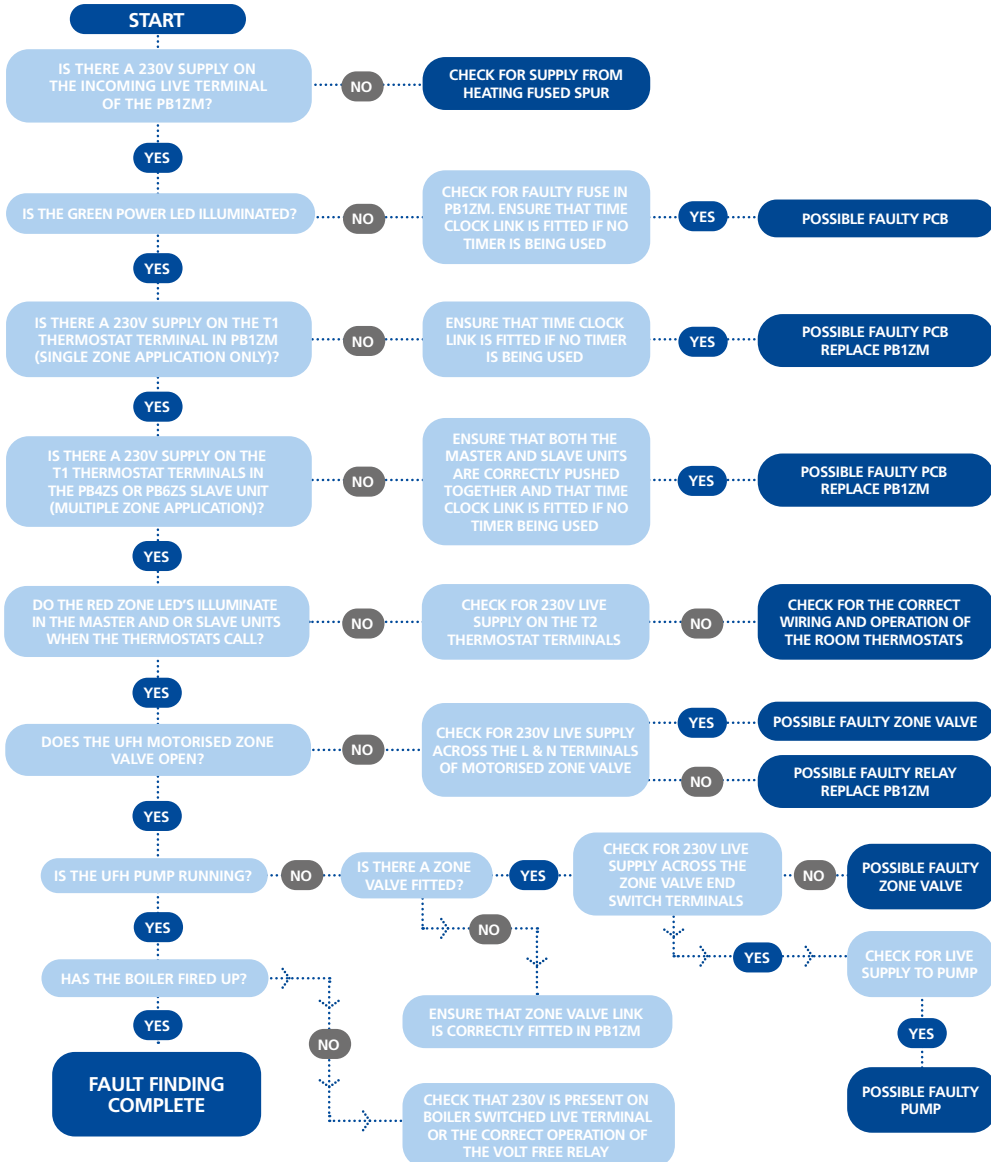 START
IS THERE A 230V SUPPLY ON
THE INCOMING LIVE TERMINAL
OF THE PB1ZM?
NO
CHECK FOR SUPPLY FROM
HEATING FUSED SPUR
YES
IS THE GREEN POWER LED ILLUMINATED?
NO
CHECK FOR FAULTY FUSE IN
PB1ZM. ENSURE THAT TIME
CLOCK LINK IS FITTED IF NO
TIMER IS BEING USED
YES
POSSIBLE FAULTY PCB
YES
IS THERE A 230V SUPPLY ON THE T1
THERMOSTAT TERMINAL IN PB1ZM
(SINGLE ZONE APPLICATION ONLY)?
NO
ENSURE THAT TIME CLOCK
LINK IS FITTED IF NO TIMER
IS BEING USED
YES
POSSIBLE FAULTY PCB
REPLACE PB1ZM
YES
IS THERE A 230V SUPPLY ON THE
T1 THERMOSTAT TERMINALS IN
THE PB4ZS OR PB6ZS SLAVE UNIT
(MULTIPLE ZONE APPLICATION)?
NO
ENSURE THAT BOTH THE
MASTER AND SLAVE UNITS
ARE CORRECTLY PUSHED
TOGETHER AND THAT TIME
CLOCK LINK IS FITTED IF NO
TIMER BEING USED
YES
POSSIBLE FAULTY PCB
REPLACE PB1ZM
YES
DO THE RED ZONE LED'S ILLUMINATE
IN THE MASTER AND OR SLAVE UNITS
WHEN THE THERMOSTATS CALL?
NO
CHECK FOR 230V LIVE
SUPPLY ON THE T2
THERMOSTAT TERMINALS
NO
CHECK FOR THE CORRECT
WIRING AND OPERATION OF
THE ROOM THERMOSTATS
YES
DOES THE UFH MOTORISED ZONE
VALVE OPEN?
NO
CHECK FOR 230V LIVE SUPPLY
ACROSS THE L & N TERMINALS
OF MOTORISED ZONE VALVE
YES
POSSIBLE FAULTY ZONE VALVE
NO
POSSIBLE FAULTY RELAY
REPLACE PB1ZM
YES
IS THE UFH PUMP RUNNING?
NO
IS THERE A ZONE
VALVE FITTED?
YES
CHECK FOR 230V LIVE
SUPPLY ACROSS THE
ZONE VALVE END
SWITCH TERMINALS
NO
POSSIBLE FAULTY
ZONE VALVE
YES
NO
YES
CHECK FOR LIVE
SUPPLY TO PUMP
HAS THE BOILER FIRED UP?
ENSURE THAT ZONE VALVE LINK
IS CORRECTLY FITTED IN PB1ZM
YES
NO
YES
FAULT FINDING
COMPLETE
POSSIBLE FAULTY
PUMP
CHECK THAT 230V IS PRESENT ON
BOILER SWITCHED LIVE TERMINAL
OR THE CORRECT OPERATION OF
THE VOLT FREE RELAY